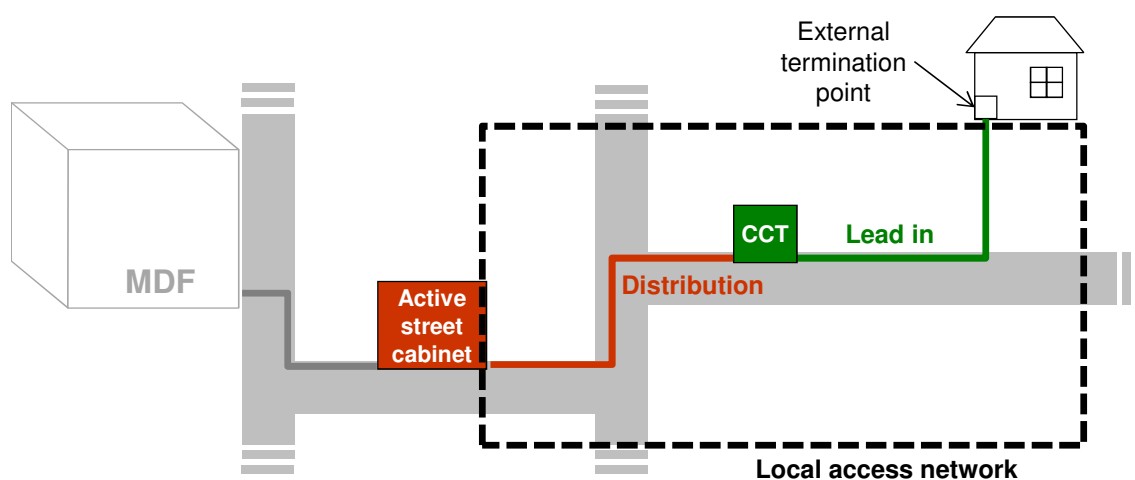 External
termination
point
MDF
CCT
Lead in
Distribution
Active
street
cabinet
Local access network